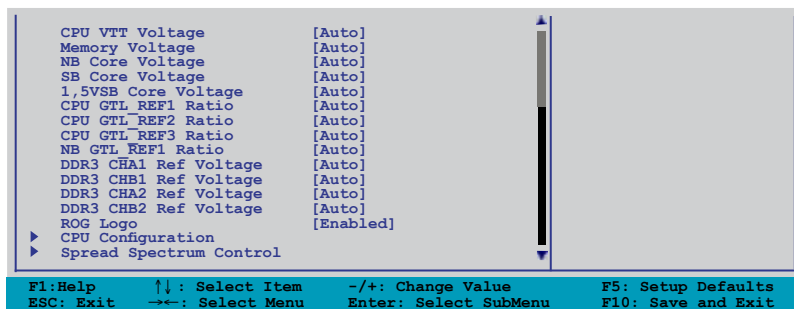 CPU VTT Voltage [Auto]
Memory Voltage [Auto]
NB Core Voltage [Auto]
SB Core Voltage [Auto]
1,5VSB Core Voltage [Auto]
CPU GTL_REF1 Ratio [Auto]
CPU GTL_REF2 Ratio [Auto]
CPU GTL_REF3 Ratio [Auto]
NB GTL_REF1 Ratio [Auto]
DDR3 CHA1 Ref Voltage [Auto]
DDR3 CHB1 Ref Voltage [Auto]
DDR3 CHA2 Ref Voltage [Auto]
DDR3 CHB2 Ref Voltage [Auto]
ROG Logo [Enabled]
CPU Configuration
Spread Spectrum Control
F1:Help ↑↓ : Select Item -/+: Change Value F5: Setup Defaults
ESC: Exit →←: Select Menu Enter: Select SubMenu F10: Save and Exit